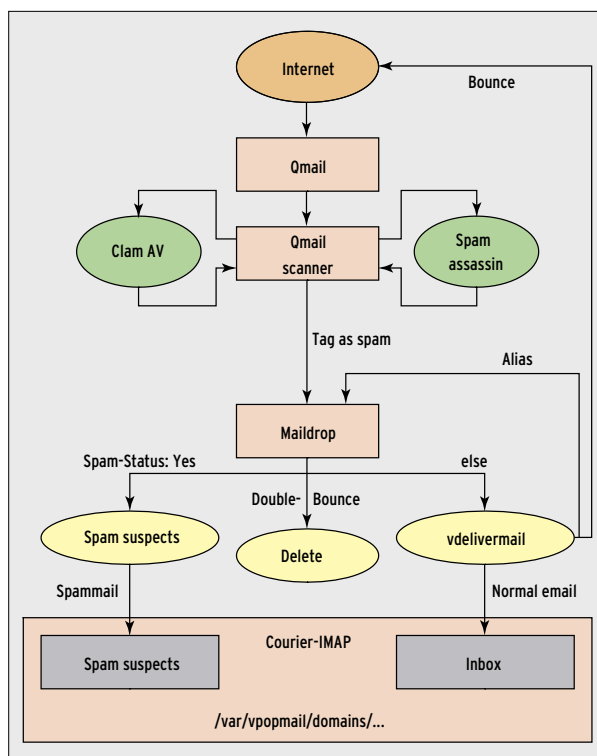 Internet
Bounce
Qmail
Clam AV
Qmail
scanner
Spam
assassin
Tag as spam
Alias
Maildrop
Spam-Status: Yes
else
Double- Bounce
Spam suspects
Delete
vdelivermail
Spammail
Normal email
Courier-IMAP
Spam suspects
Inbox
/var/vpopmail/domains/...